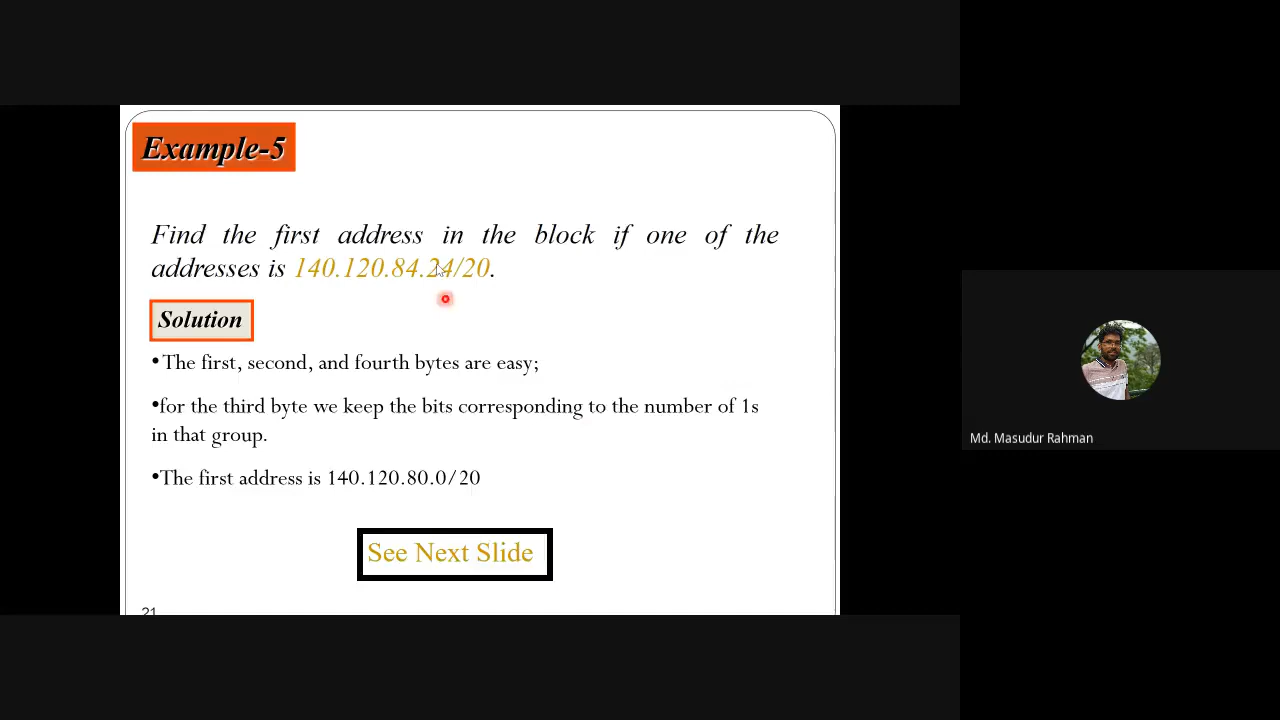 Example-5
Find the first address in the block if one of the
addresses is 140.120.84.24/20.
Solution
•The first, second, and fourth bytes are easy;
•for the third byte we keep the bits corresponding to the number of 1s
in that group.
•The first address is 140.120.80.0/20
See Next Slide
21
Md. Masudur Rahman